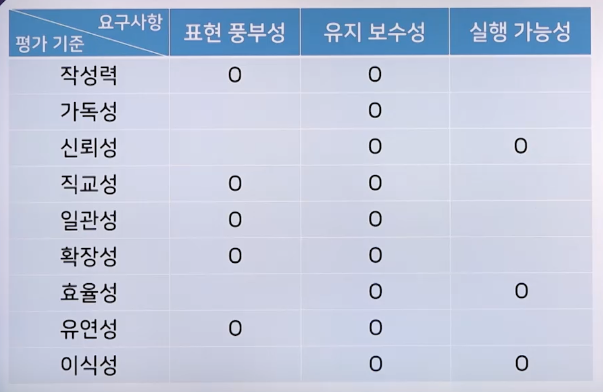 요구사항
평가 기준
표현 풍부성 유지 보수성 실행 가능성
작성력 O O
가독성 O
신뢰성 O O
직교성 O O
일관성 O O
확장성 O O
효율성 O O
유연성 O O
이식성 O O